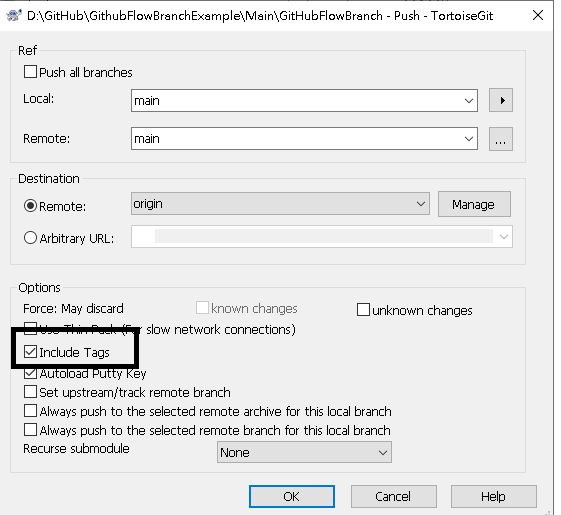 D:\GitHub\GithubFlowBranchExample\Main\GitHubFlowBranch - Push - TortoiseGit
Ref
Push all branches
Local:
main
Remote:
main
...
Destination
Remote:
origin
Manage
Arbitrary URL:
Options
Force: May discard
known changes
unknown changes
Use Thin Pack (For slow network connections)
Include Tags
Autoload Putty Key
Set upstream/track remote branch
Always push to the selected remote archive for this local branch
Always push to the selected remote branch for this local branch
Recurse submodule
None
OK
Cancel
Help